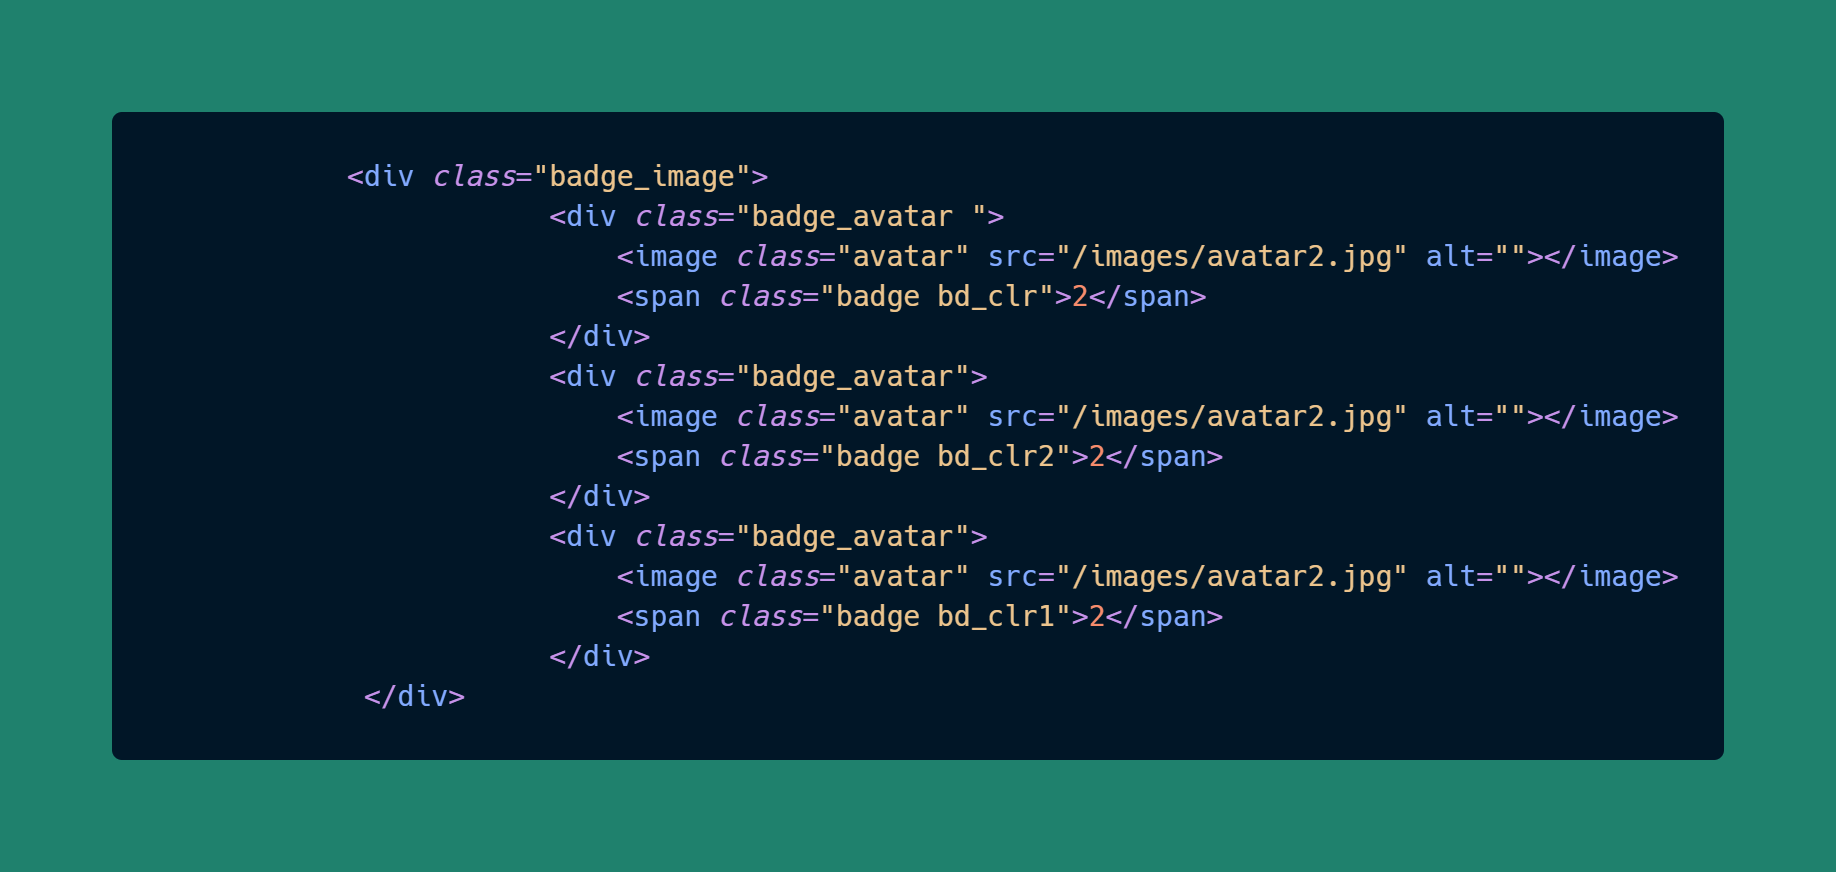 <div class="badge_image">
<div class="badge_avatar ">
<image class="avatar" src="/images/avatar2.jpg" alt=""></image>
<span class="badge bd_clr">2</span>
</div>
<div class="badge_avatar">
<image class="avatar" src="/images/avatar2.jpg" alt=""></image>
<span class="badge bd_clr2">2</span>
</div>
<div class="badge_avatar">
<image class="avatar" src="/images/avatar2.jpg" alt=""></image>
<span class="badge bd_clr1">2</span>
</div>
</div>